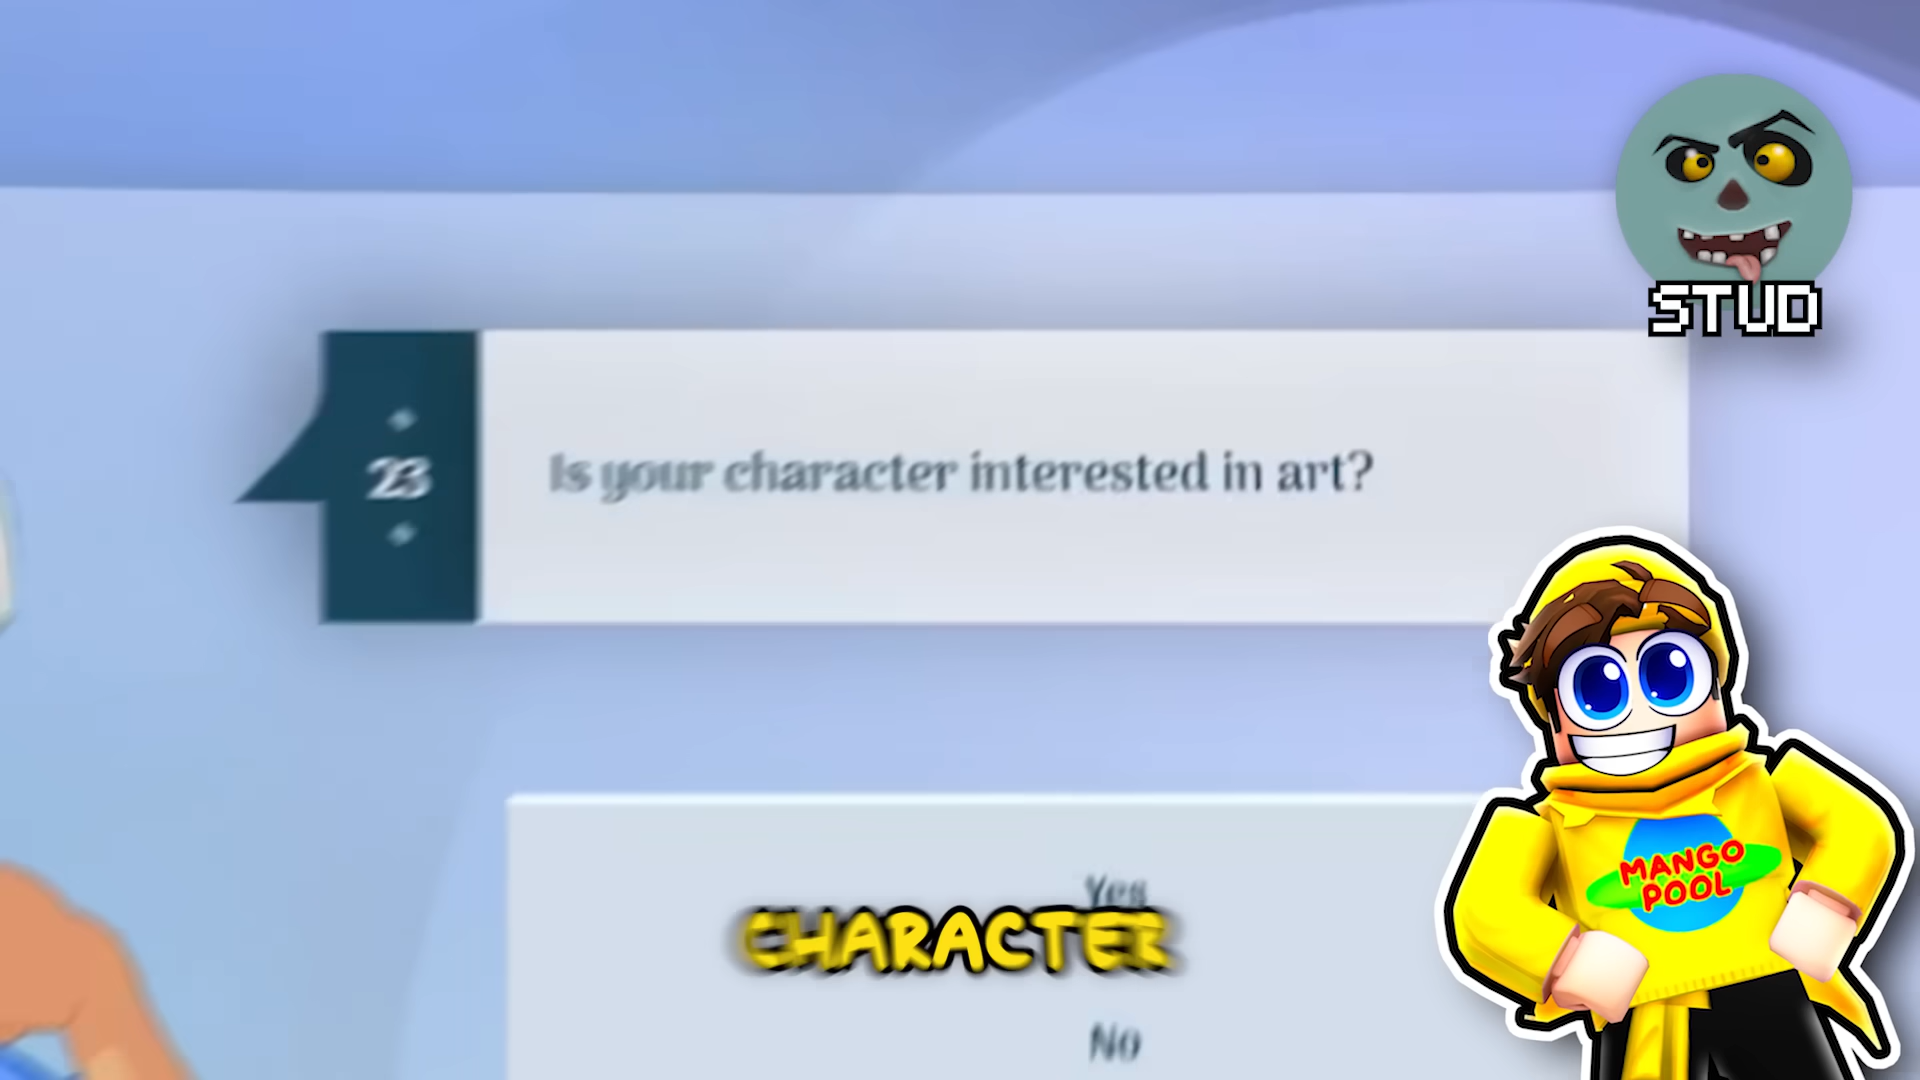 STUD
23
Is your character interested in art?
MANGO
POOL
Yes
CHARACTER
No